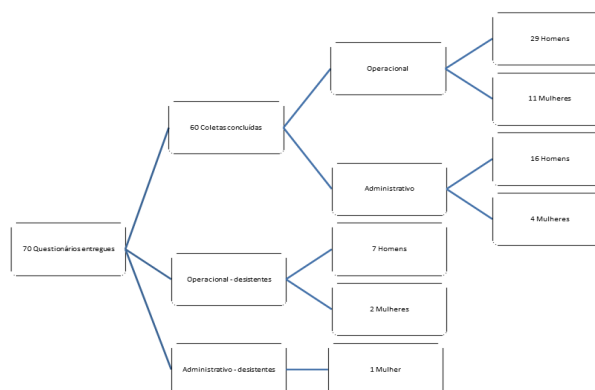 29 Homens
Operacional
11 Mulheres
60 Coletas concluídas
16 Homens
Administrativo
4 Mulheres
70 Questionários entregues
7 Homens
Operacional - desistentes
2 Mulheres
Administrativo - desistentes
1 Mulher